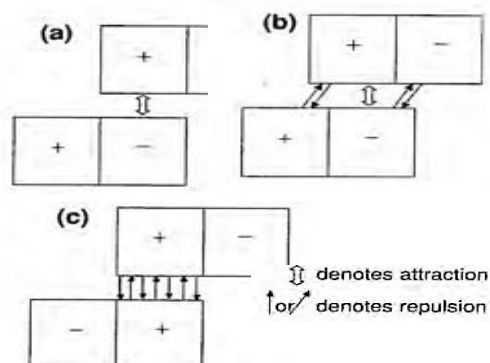 (a)
+
+ −
(b)
+ −
+ −
(c)
+ −
− +
⇕ denotes attraction
↑or↗ denotes repulsion